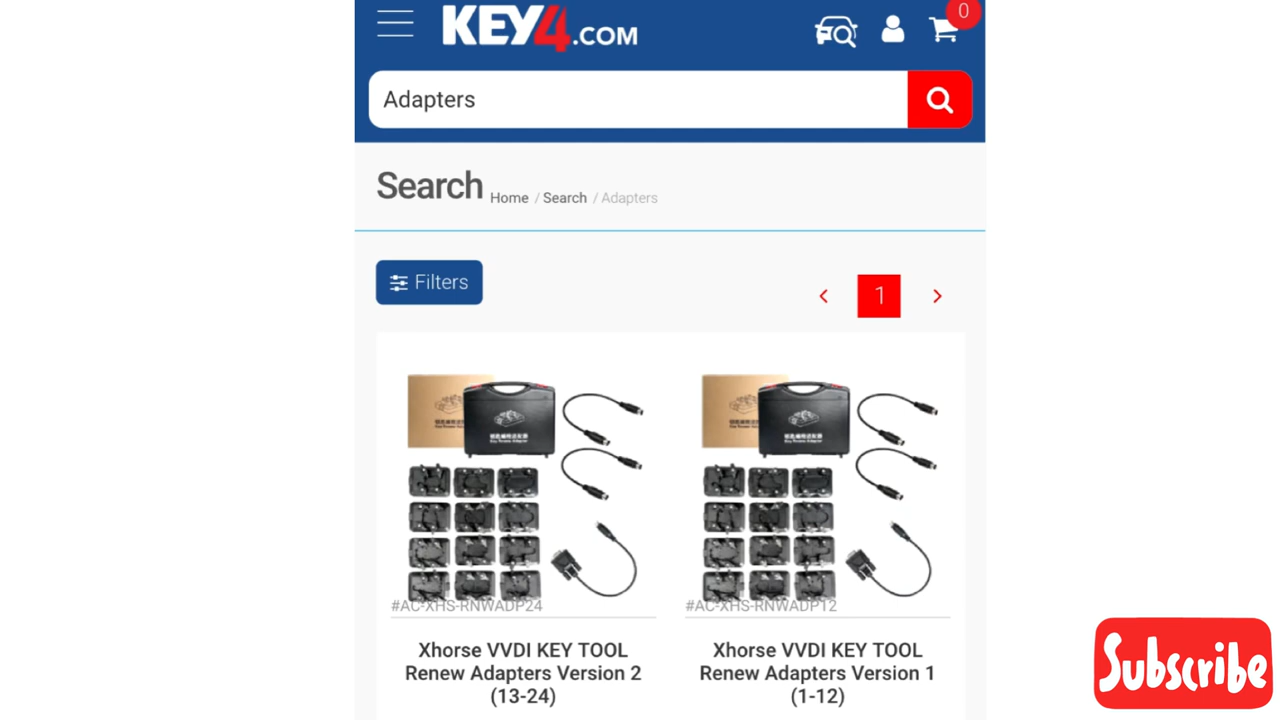 KEY4.COM
0
Adapters
Search Home / Search / Adapters
Filters
1
#AC-XHS-RNWADP24
#AC-XHS-RNWADP12
Xhorse VVDI KEY TOOL
Renew Adapters Version 2
(13-24)
Xhorse VVDI KEY TOOL
Renew Adapters Version 1
(1-12)
Subscribe